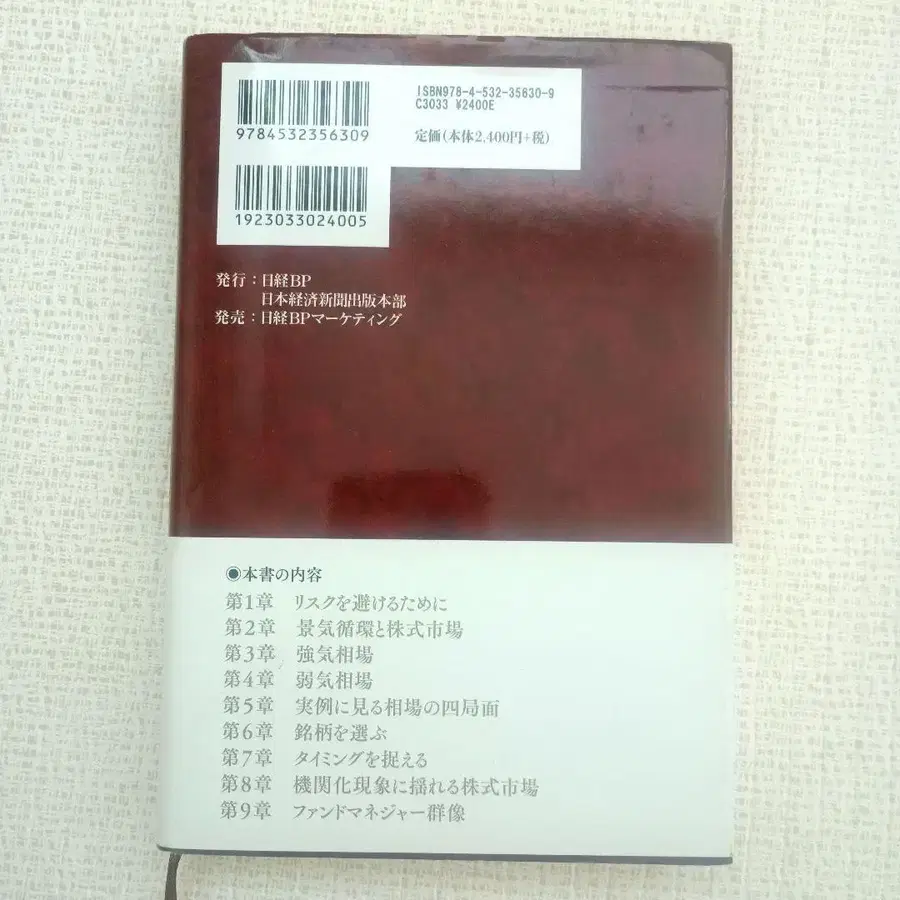 9784532356309
ISBN978-4-532-35630-9
C3033 ¥2400E
定価(本体2,400円+税)
1923033024005
発行:日経BP
日本経済新聞出版本部
発売:日経BPマーケティング
◉本書の内容
第1章 リスクを避けるために
第2章 景気循環と株式市場
第3章 強気相場
第4章 弱気相場
第5章 実例に見る相場の四局面
第6章 銘柄を選ぶ
第7章 タイミングを捉える
第8章 機関化現象に揺れる株式市場
第9章 ファンドマネジャー群像